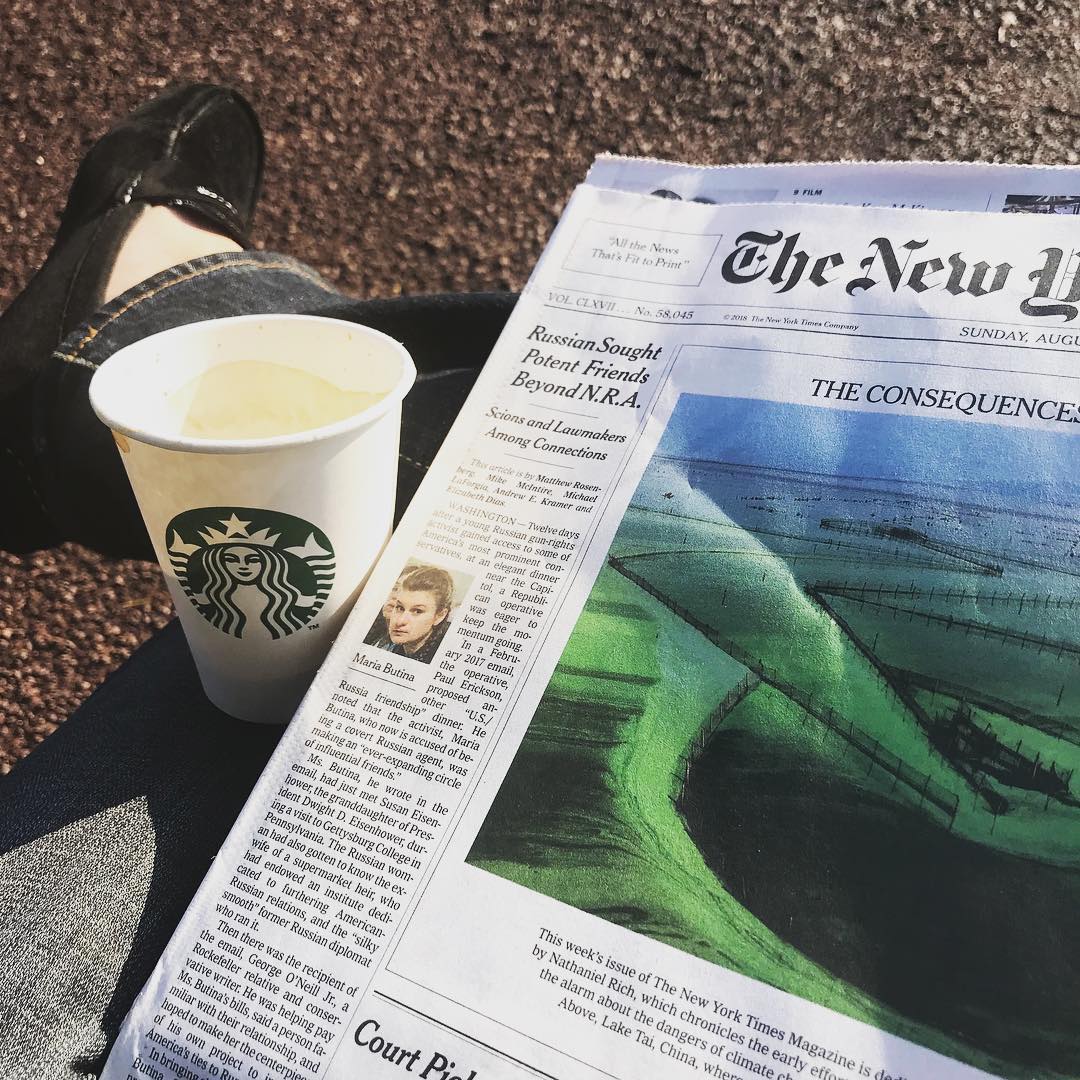 9 FILM
"All the News
That's Fit to Print"
The New Y
VOL. CLXVII . . . No. 58,045
© 2018 The New York Times Company
SUNDAY, AUGU
Russian Sought
Potent Friends
Beyond N.R.A.
Scions and Lawmakers
Among Connections
This article is by Matthew Rosen-
berg, Mike McIntire, Michael
LaForgia, Andrew E. Kramer and
Elizabeth Dias.
WASHINGTON — Twelve days
after a young Russian gun-rights
activist gained access to some of
America's most prominent con-
servatives, at an elegant dinner
near the Capi-
tol, a Republi-
can operative
was eager to
keep the mo-
mentum going.
In a Febru-
ary 2017 email,
the operative,
Paul Erickson,
proposed an-
other "U.S./
Maria Butina
Russia friendship" dinner. He
noted that the activist, Maria
Butina, who now is accused of be-
ing a covert Russian agent, was
making an "ever-expanding circle
of influential friends."
Ms. Butina, he wrote in the
email, had just met Susan Eisen-
hower, the granddaughter of Pres-
ident Dwight D. Eisenhower, dur-
ing a visit to Gettysburg College in
Pennsylvania. The Russian wom-
an had also gotten to know the ex-
wife of a supermarket heir, who
had endowed an institute dedi-
cated to furthering American-
Russian relations, and the "silky
smooth" former Russian diplomat
who ran it.
Then there was the recipient of
the email, George O'Neill Jr., a
Rockefeller relative and conser-
vative writer. He was helping pay
Ms. Butina's bills, said a person fa-
miliar with their relationship, and
hoped to make her the centerpiec
of his own project to i
America's ties to Ru
In bringing
Butina,
THE CONSEQUENCES
This week's issue of The New York Times Magazine is ded
by Nathaniel Rich, which chronicles the early effor
the alarm about the dangers of climate c
Above, Lake Tai, China, where
Court Pick
TM